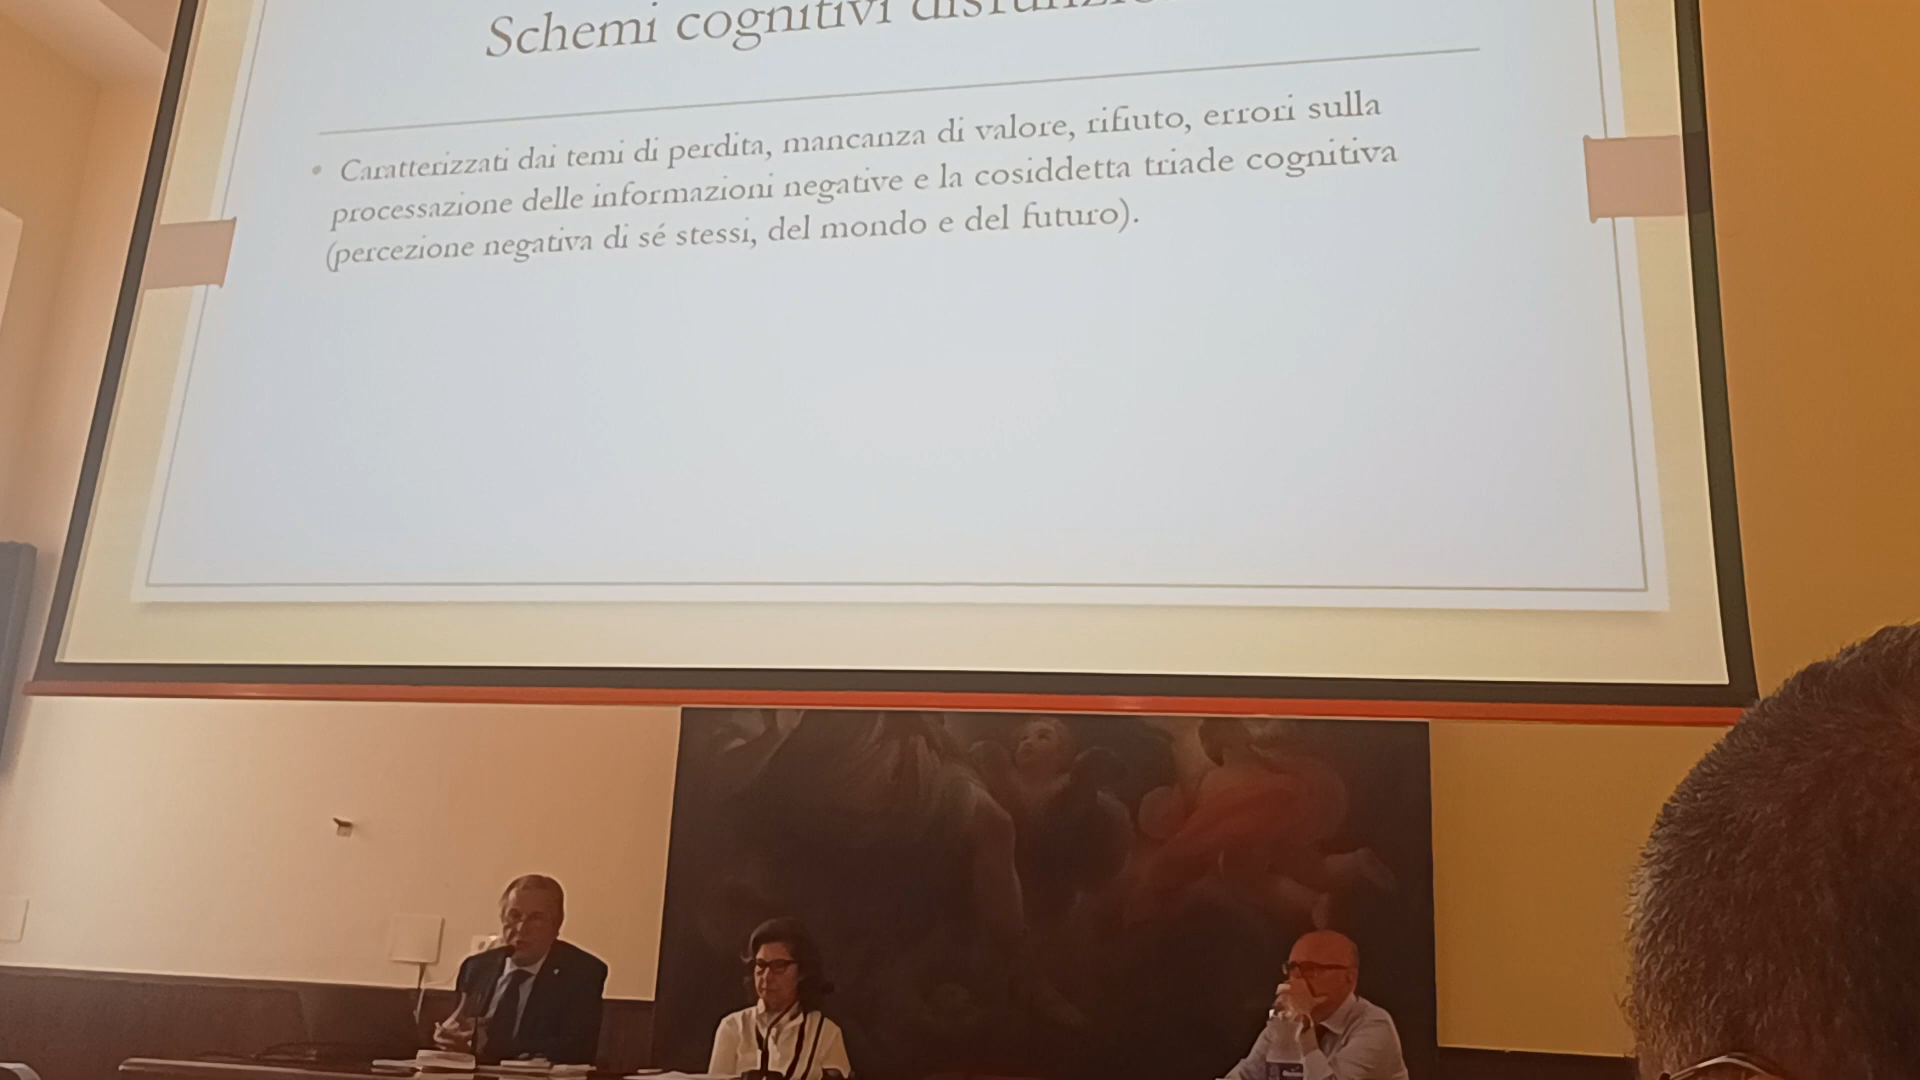 Schemi cognitivi
Caratterizzati dai temi di perdita, mancanza di valore, rifiuto, errori sulla
processazione delle informazioni negative e la cosiddetta triade cognitiva
(percezione negativa di sé stessi, del mondo e del futuro).